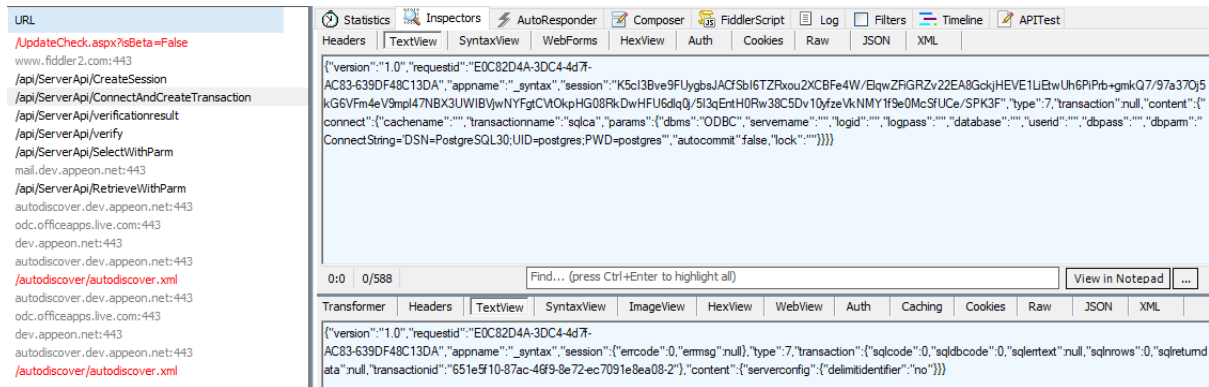 URL
/UpdateCheck.aspx?isBeta=False
www.fiddler2.com:443
/api/ServerApi/CreateSession
/api/ServerApi/ConnectAndCreateTransaction
/api/ServerApi/verificationresult
/api/ServerApi/verify
/api/ServerApi/SelectWithParm
mail.dev.appeon.net:443
/api/ServerApi/RetrieveWithParm
autodiscover.dev.appeon.net:443
odc.officeapps.live.com:443
dev.appeon.net:443
autodiscover.dev.appeon.net:443
/autodiscover/autodiscover.xml
autodiscover.dev.appeon.net:443
odc.officeapps.live.com:443
dev.appeon.net:443
autodiscover.dev.appeon.net:443
/autodiscover/autodiscover.xml
Statistics Inspectors AutoResponder Composer FiddlerScript Log Filters Timeline APITest
Headers TextView SyntaxView WebForms HexView Auth Cookies Raw JSON XML
{"version":"1.0","requestid":"E0C82D4A-3DC4-4d7f-
AC83-639DF48C13DA","appname":"_syntax","session":
"type":7,"transaction":null,"content":{"
connect":{"cachename":"","transactionname":"sqlca","params":{"dbms":"ODBC","servername":"","logid":"","logpass":"","database":"","userid":"","dbpass":"","dbparm":"
ConnectString='DSN=PostgreSQL30;UID=postgres;PWD=postgres'","autocommit":false,"lock":""}}}}
0:0 0/588 Find... (press Ctrl+Enter to highlight all) View in Notepad ...
Transformer Headers TextView SyntaxView ImageView HexView WebView Auth Caching Cookies Raw JSON XML
{"version":"1.0","requestid":"E0C82D4A-3DC4-4d7f-
AC83-639DF48C13DA","appname":"_syntax","session":{"errcode":0,"errmsg":null},"type":7,"transaction":{"sqlcode":0,"sqldbcode":0,"sqlerrtext":null,"sqlnrows":0,"sqlreturnd
ata":null,"transactionid":"651e5f10-87ac-46f9-8e72-ec7091e8ea08-2"},"content":{"serverconfig":{"delimitidentifier":"no"}}}